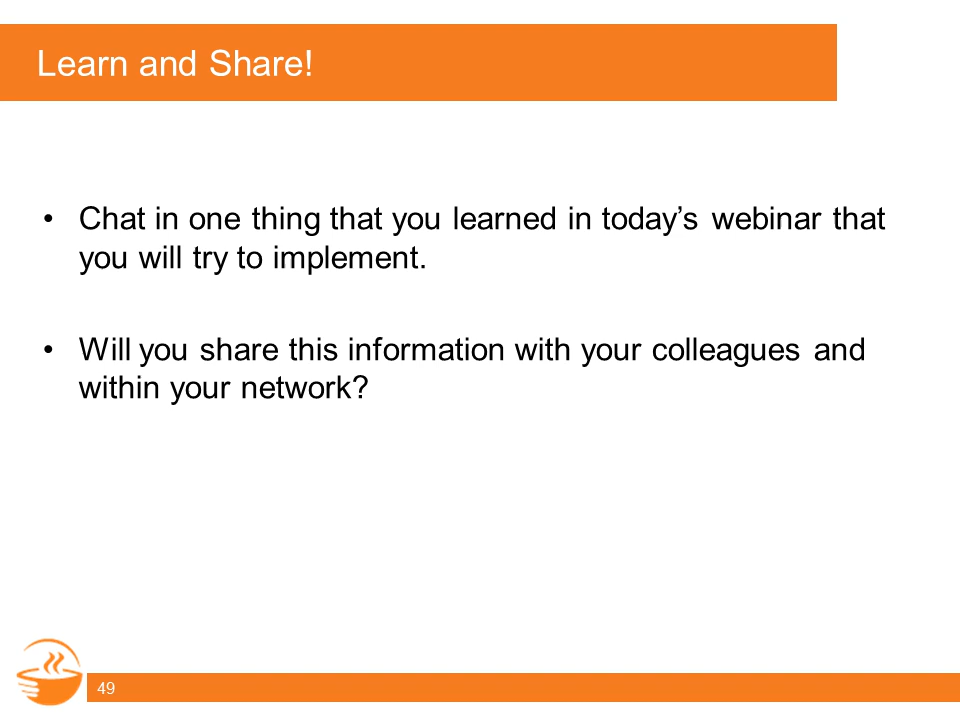 Learn and Share!
• Chat in one thing that you learned in today’s webinar that
you will try to implement.
• Will you share this information with your colleagues and
within your network?
49